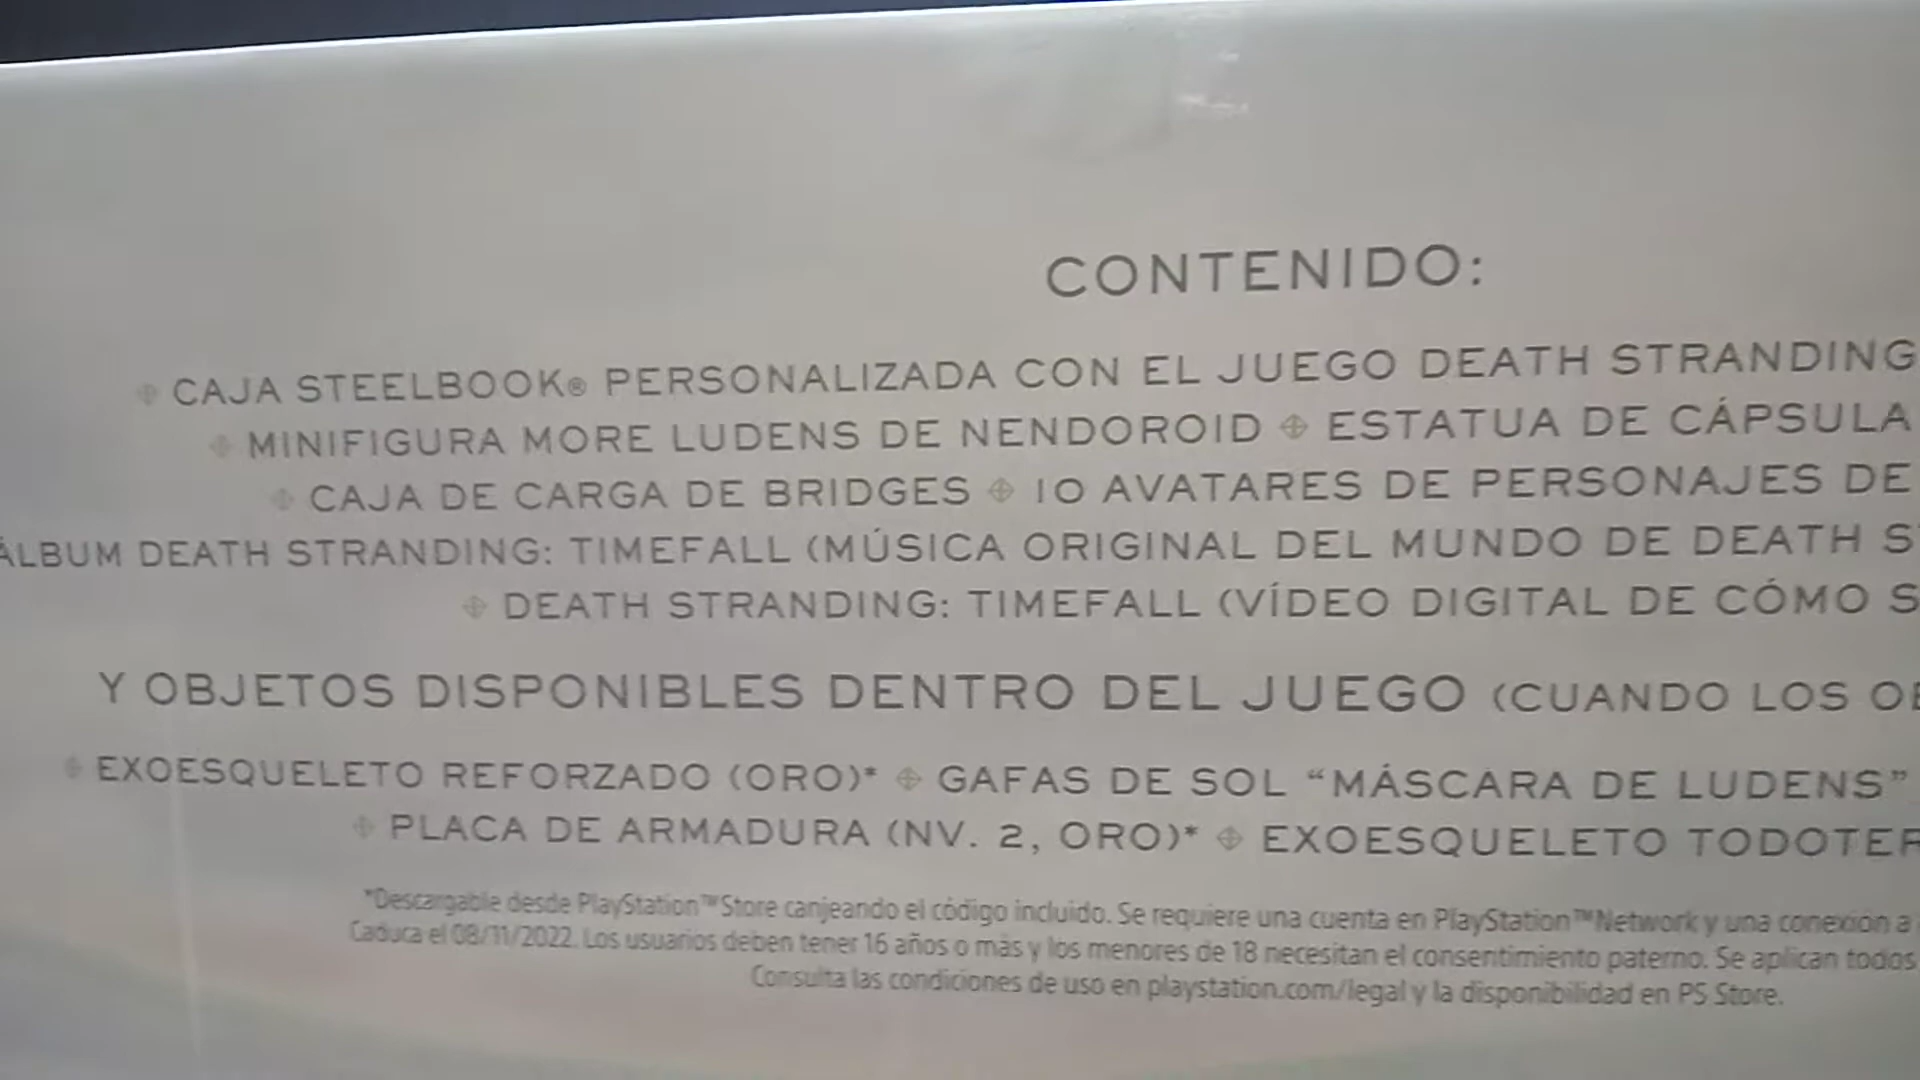 CONTENIDO:
CAJA STEELBOOK® PERSONALIZADA CON EL JUEGO DEATH STRANDING
MINIFIGURA MORE LUDENS DE NENDOROID ESTATUA DE CÁPSULA
CAJA DE CARGA DE BRIDGES 10 AVATARES DE PERSONAJES DE
ÁLBUM DEATH STRANDING: TIMEFALL (MÚSICA ORIGINAL DEL MUNDO DE DEATH
DEATH STRANDING: TIMEFALL (VÍDEO DIGITAL DE CÓMO
Y OBJETOS DISPONIBLES DENTRO DEL JUEGO (CUANDO LOS
EXOESQUELETO REFORZADO (ORO)* GAFAS DE SOL “MÁSCARA DE LUDENS”
PLACA DE ARMADURA (NV. 2, ORO)* EXOESQUELETO
*Descargable desde PlayStation™Store canjeando el código incluido. Se requiere una cuenta en PlayStation™Network y una conexión a
Caduca el 08/11/2022. Los usuarios deben tener 16 años o más y los menores de 18 necesitan el consentimiento paterno. Se aplican todos
Consulta las condiciones de uso en playstation.com/legal y la disponibilidad en PS Store.